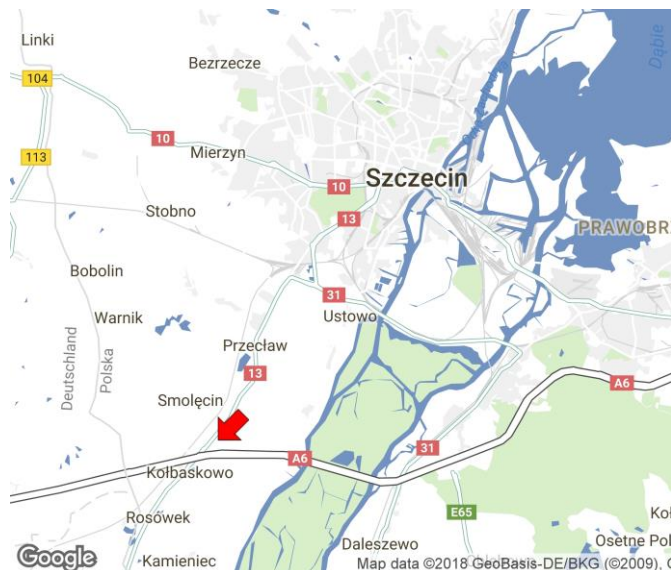 Linki
Dąbie
Bezrzecze
104
10
113
Mierzyn
10
Szczecin
Stobno
13
PRAWOBR
Bobolin
31
Ustowo
Warnik
Deutschland
Polska
Przecław
13
Smolęcin
A6
A6
31
Kołbaskowo
E65
Rosówek
Koł
Daleszewo
Osetne Pol
Google
Kamieniec
Map data ©2018 GeoBasis-DE/BKG (©2009), G